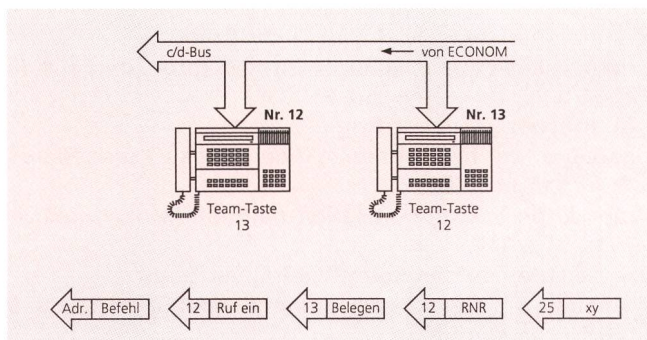 c/d-Bus
von ECONOM
Nr. 12
Nr. 13
Team-Taste
13
Team-Taste
12
Adr. Befehl
12 Ruf ein
13 Belegen
12 RNR
25 xy